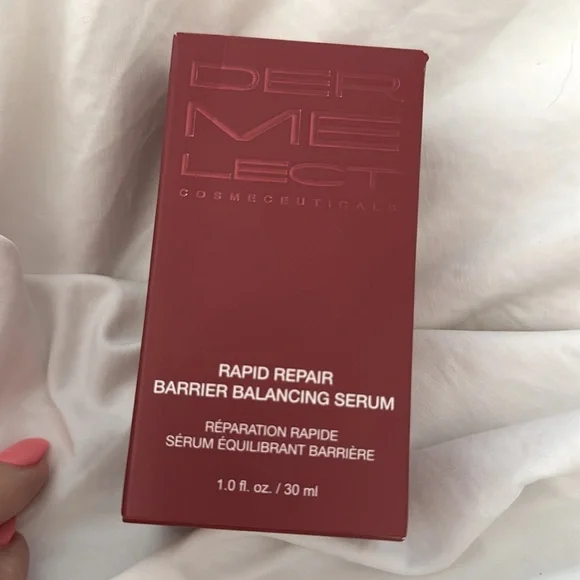 DER
ME
LECT
COSMECEUTICALS
RAPID REPAIR
BARRIER BALANCING SERUM
RÉPARATION RAPIDE
SÉRUM ÉQUILIBRANT BARRIÈRE
1.0 fl. oz. / 30 ml